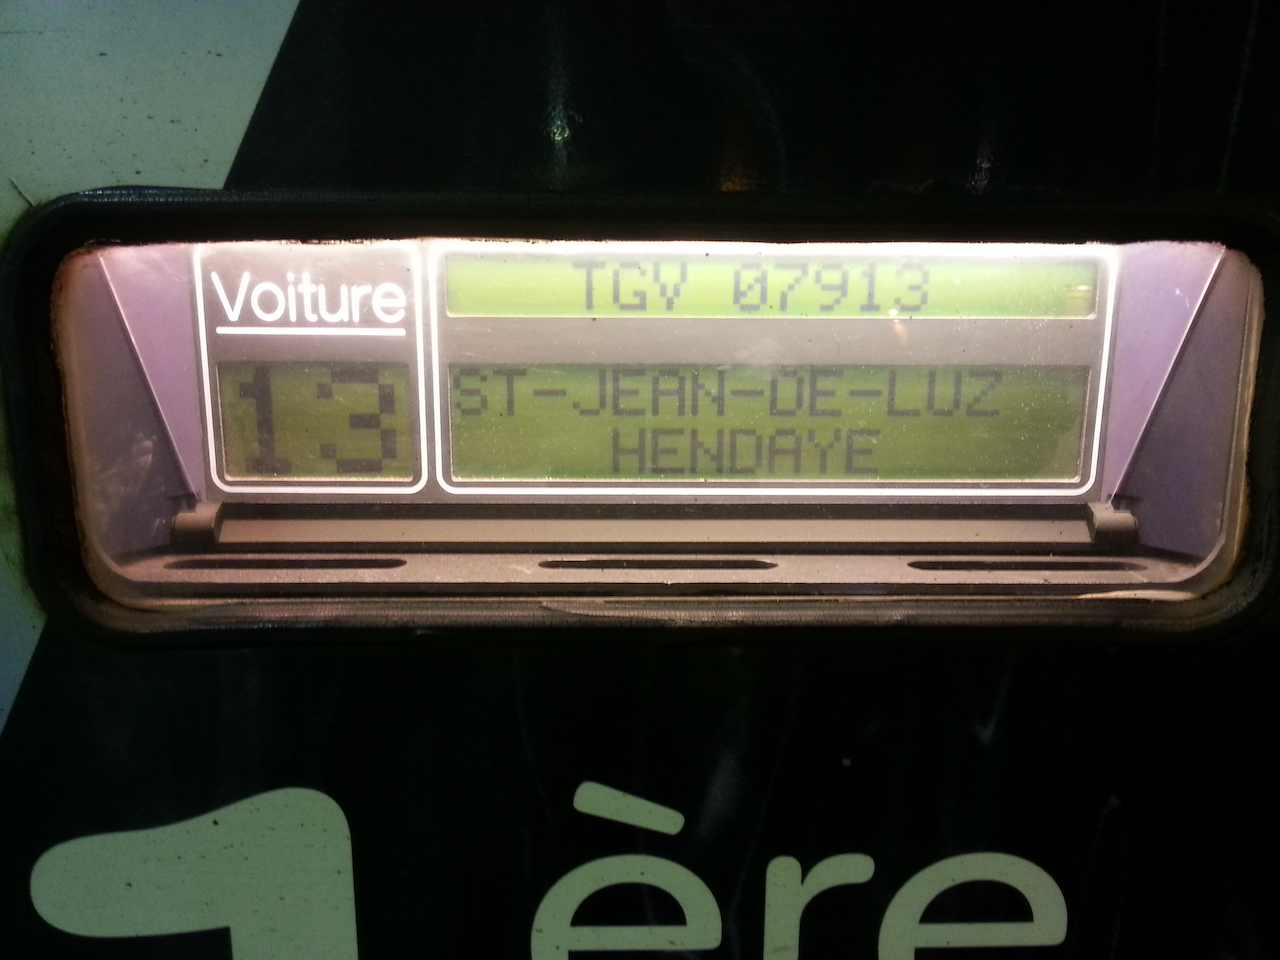 Voiture
13
TGV 07913
ST-JEAN-DE-LUZ
HENDAYE
1ère